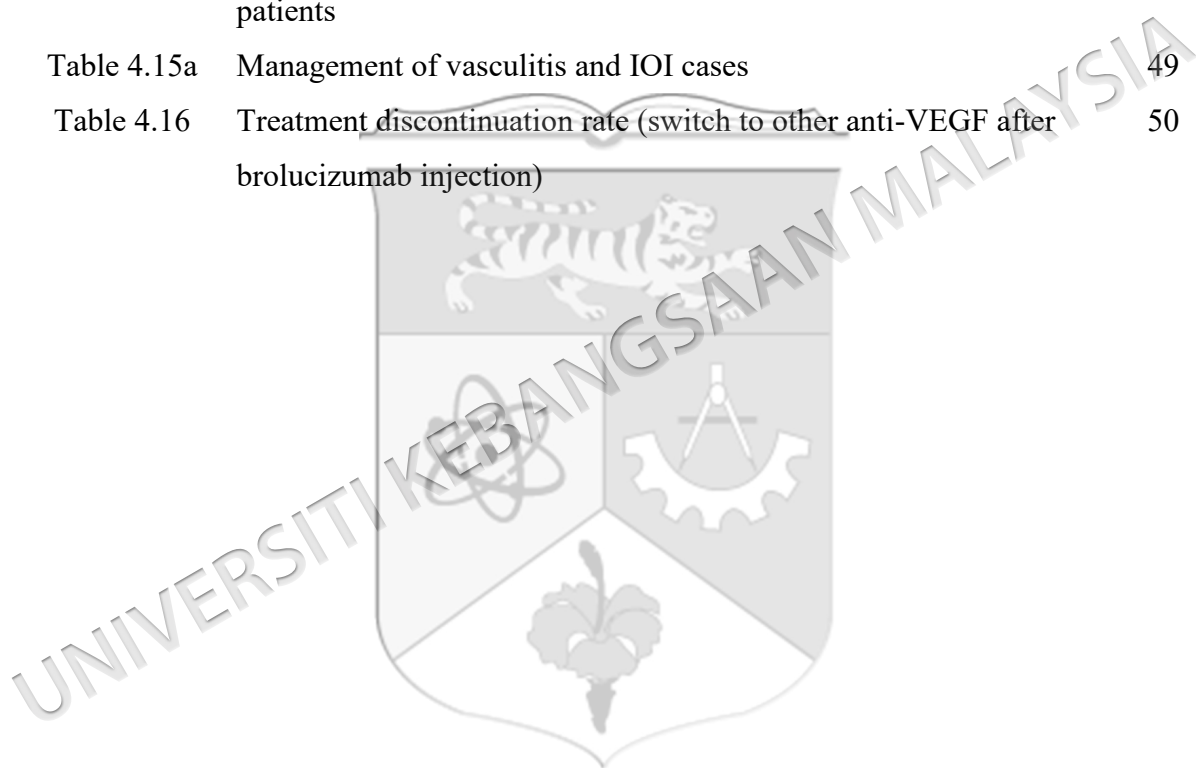 patients
Table 4.15a Management of vasculitis and IOI cases 49
Table 4.16 Treatment discontinuation rate (switch to other anti-VEGF after 50
brolucizumab injection)
UNIVERSITI KEBANGSAAN MALAYSIA